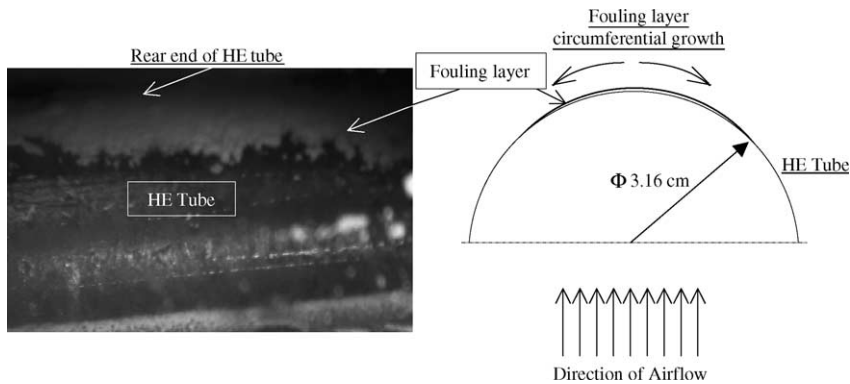 Rear end of HE tube
Fouling layer
HE Tube
Fouling layer
circumferential growth
Φ 3.16 cm
HE Tube
Direction of Airflow